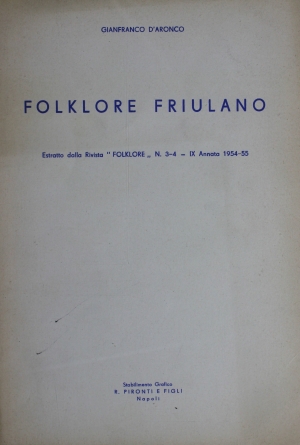 GIANFRANCO D'ARONCO
FOLKLORE FRIULANO
Estratto dalla Rivista " FOLKLORE „ N. 3-4 - IX Annata 1954-55
Stabilimento Grafico
R. PIRONTI E FIGLI
Napoli